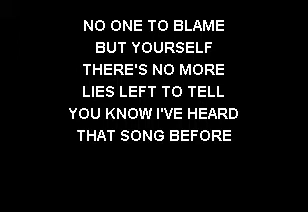 NO ONE TO BLAME
BUT YOURSELF
THERE'S NO MORE
LIES LEFT TO TELL
YOU KNOW I'VE HEARD
THAT SONG BEFORE